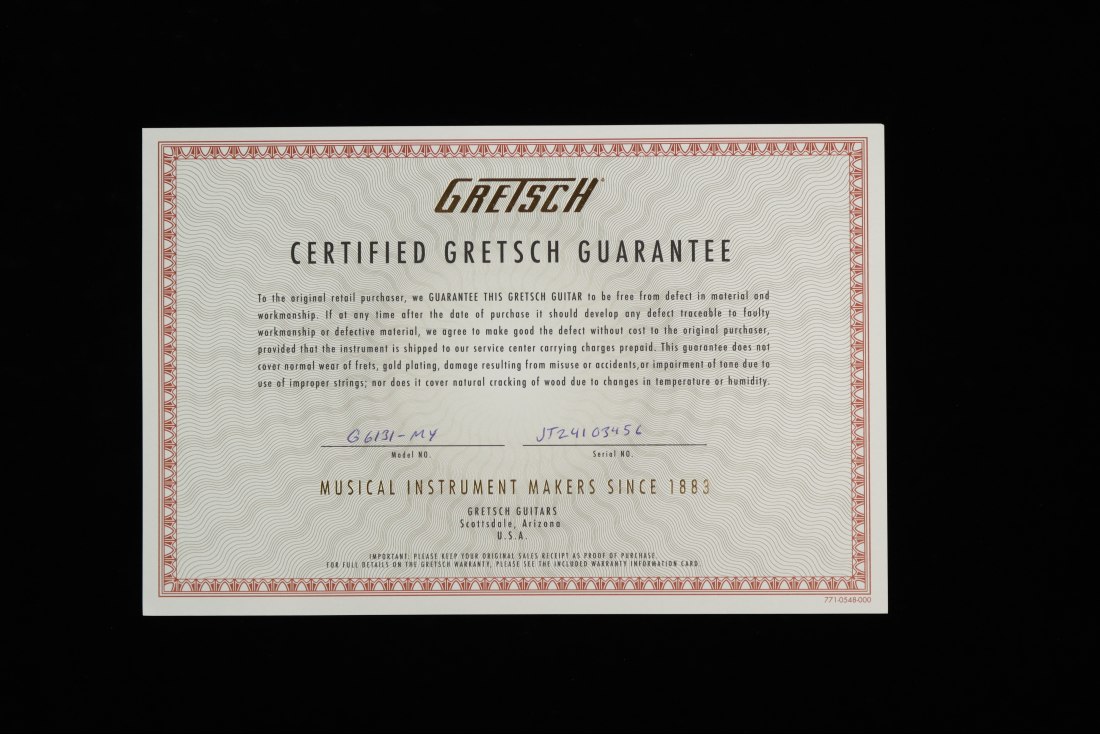 GRETSCH®
CERTIFIED GRETSCH GUARANTEE
To the original retail purchaser, we GUARANTEE THIS GRETSCH GUITAR to be free from defect in material and
workmanship. If at any time after the date of purchase it should develop any defect traceable to faulty
workmanship or defective material, we agree to make good the defect without cost to the original purchaser,
provided that the instrument is shipped to our service center carrying charges prepaid. This guarantee does not
cover normal wear of frets, gold plating, damage resulting from misuse or accidents,or impairment of tone due to
use of improper strings; nor does it cover natural cracking of wood due to changes in temperature or humidity.
G6131-MY JT24103456
Model NO. Serial NO.
MUSICAL INSTRUMENT MAKERS SINCE 1883
GRETSCH GUITARS
Scottsdale, Arizona
U.S.A.
IMPORTANT: PLEASE KEEP YOUR ORIGINAL SALES RECEIPT AS PROOF OF PURCHASE.
FOR FULL DETAILS ON THE GRETSCH WARRANTY, PLEASE SEE THE INCLUDED WARRANTY INFORMATION CARD.
771-0548-000